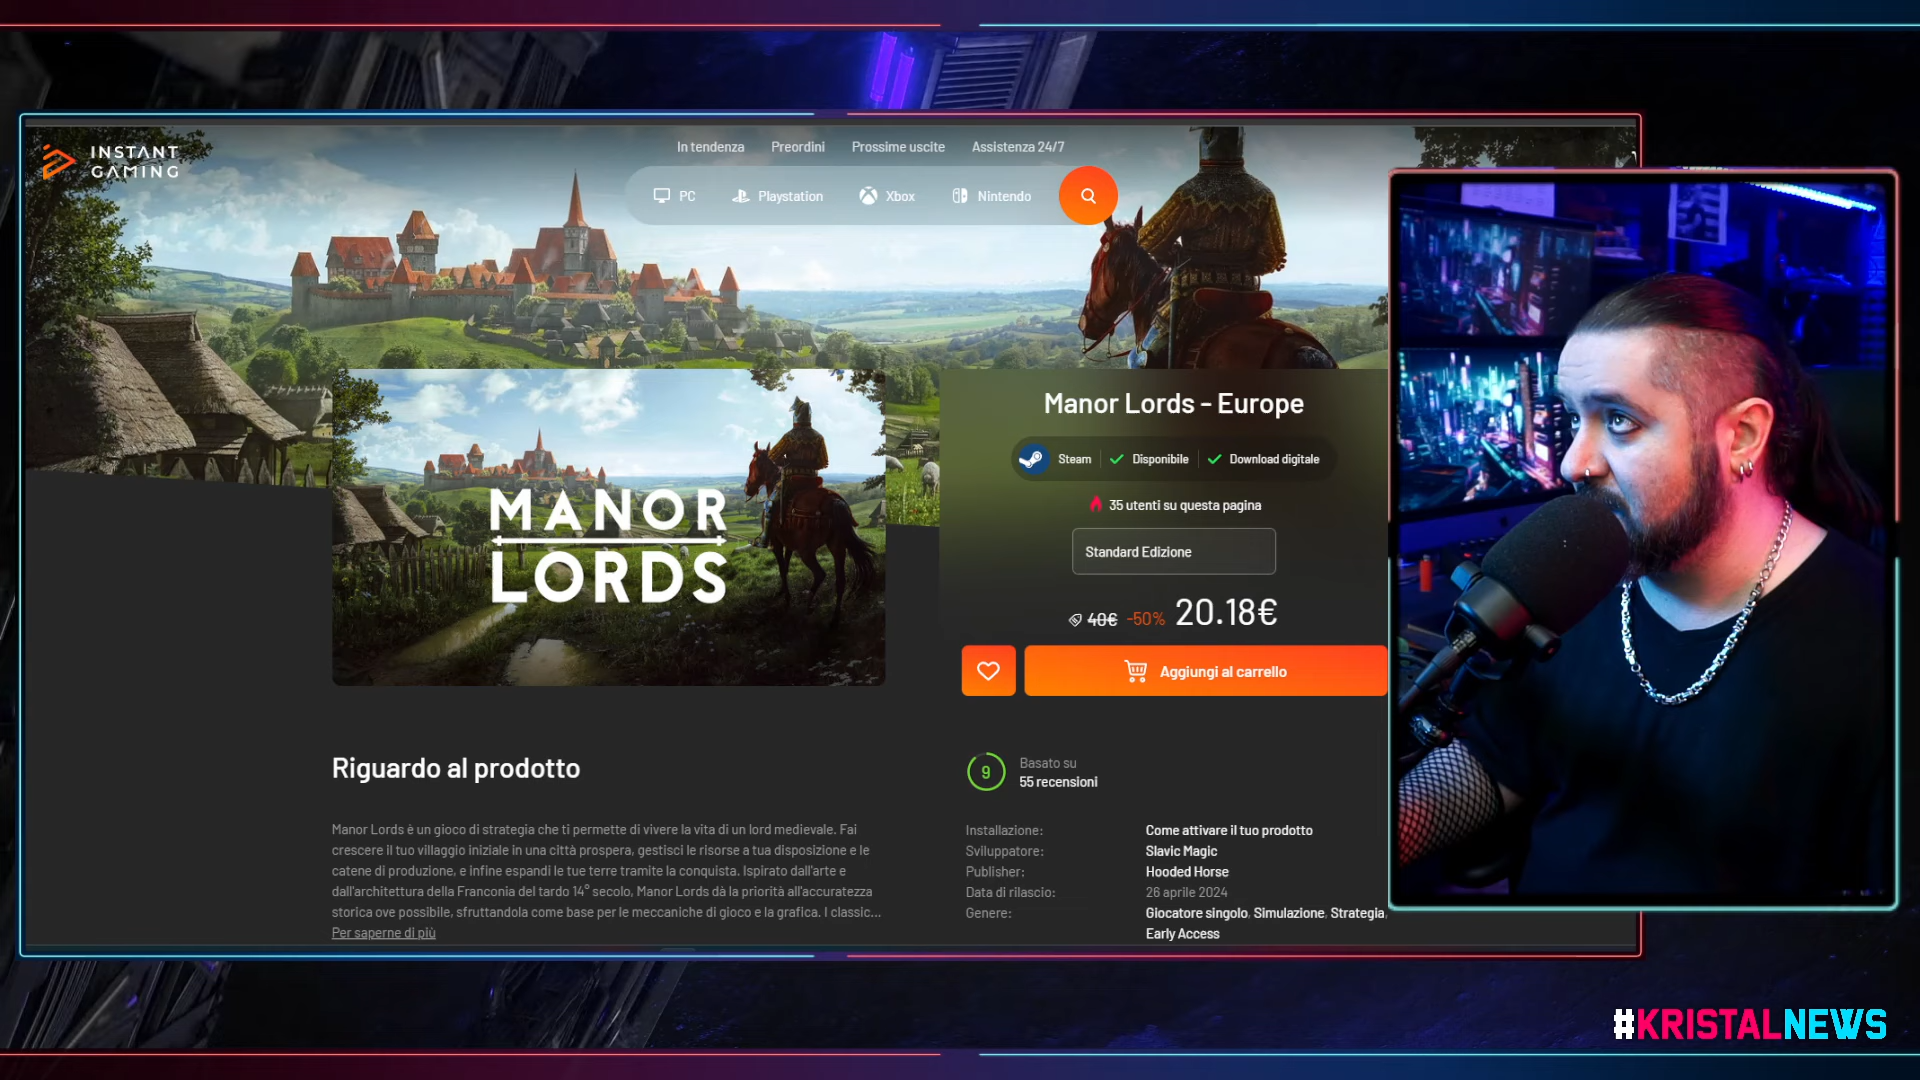 INSTANT
GAMING
In tendenza
Preordini
Prossime uscite
Assistenza 24/7
PC
Playstation
Xbox
Nintendo
MANOR
LORDS
Manor Lords - Europe
Steam
Disponibile
Download digitale
35 utenti su questa pagina
Standard Edizione
40€ -50% 20.18€
Aggiungi al carrello
Riguardo al prodotto
Manor Lords è un gioco di strategia che ti permette di vivere la vita di un lord medievale. Fai
crescere il tuo villaggio iniziale in una città prospera, gestisci le risorse a tua disposizione e le
catene di produzione, e infine espandi le tue terre tramite la conquista. Ispirato dall'arte e
dall'architettura della Franconia del tardo 14° secolo, Manor Lords dà la priorità all'accuratezza
storica ove possibile, sfruttandola come base per le meccaniche di gioco e la grafica. I classic...
Per saperne di più
9
Basato su
55 recensioni
Installazione: Come attivare il tuo prodotto
Sviluppatore: Slavic Magic
Publisher: Hooded Horse
Data di rilascio: 26 aprile 2024
Genere: Giocatore singolo, Simulazione, Strategia,
Early Access
#KRISTALNEWS